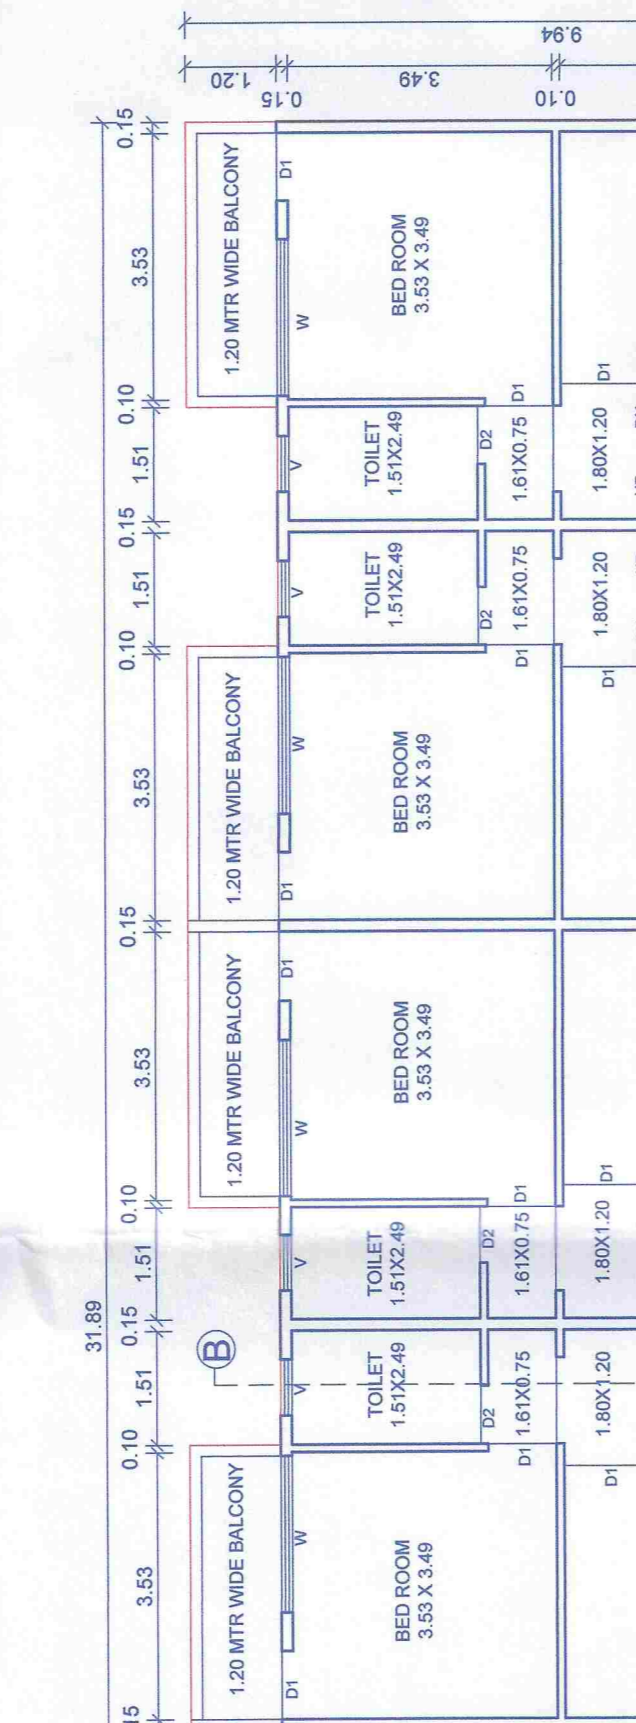 9.94
1.20
0.15
3.49
0.10
0.15
3.53
0.10
1.51
0.15
1.51
0.10
3.53
0.15
3.53
0.10
1.51
0.15
1.51
0.10
3.53
31.89
1.20 MTR WIDE BALCONY
D1
W
BED ROOM
3.53 X 3.49
D1
D1
V
TOILET
1.51X2.49
D2
1.61X0.75
1.80X1.20
V
TOILET
1.51X2.49
D2
1.61X0.75
1.80X1.20
1.20 MTR WIDE BALCONY
W
D1
BED ROOM
3.53 X 3.49
D1
D1
1.20 MTR WIDE BALCONY
D1
W
BED ROOM
3.53 X 3.49
D1
D1
V
TOILET
1.51X2.49
D2
1.61X0.75
1.80X1.20
B
V
TOILET
1.51X2.49
D2
1.61X0.75
1.80X1.20
1.20 MTR WIDE BALCONY
W
D1
BED ROOM
3.53 X 3.49
D1
D1